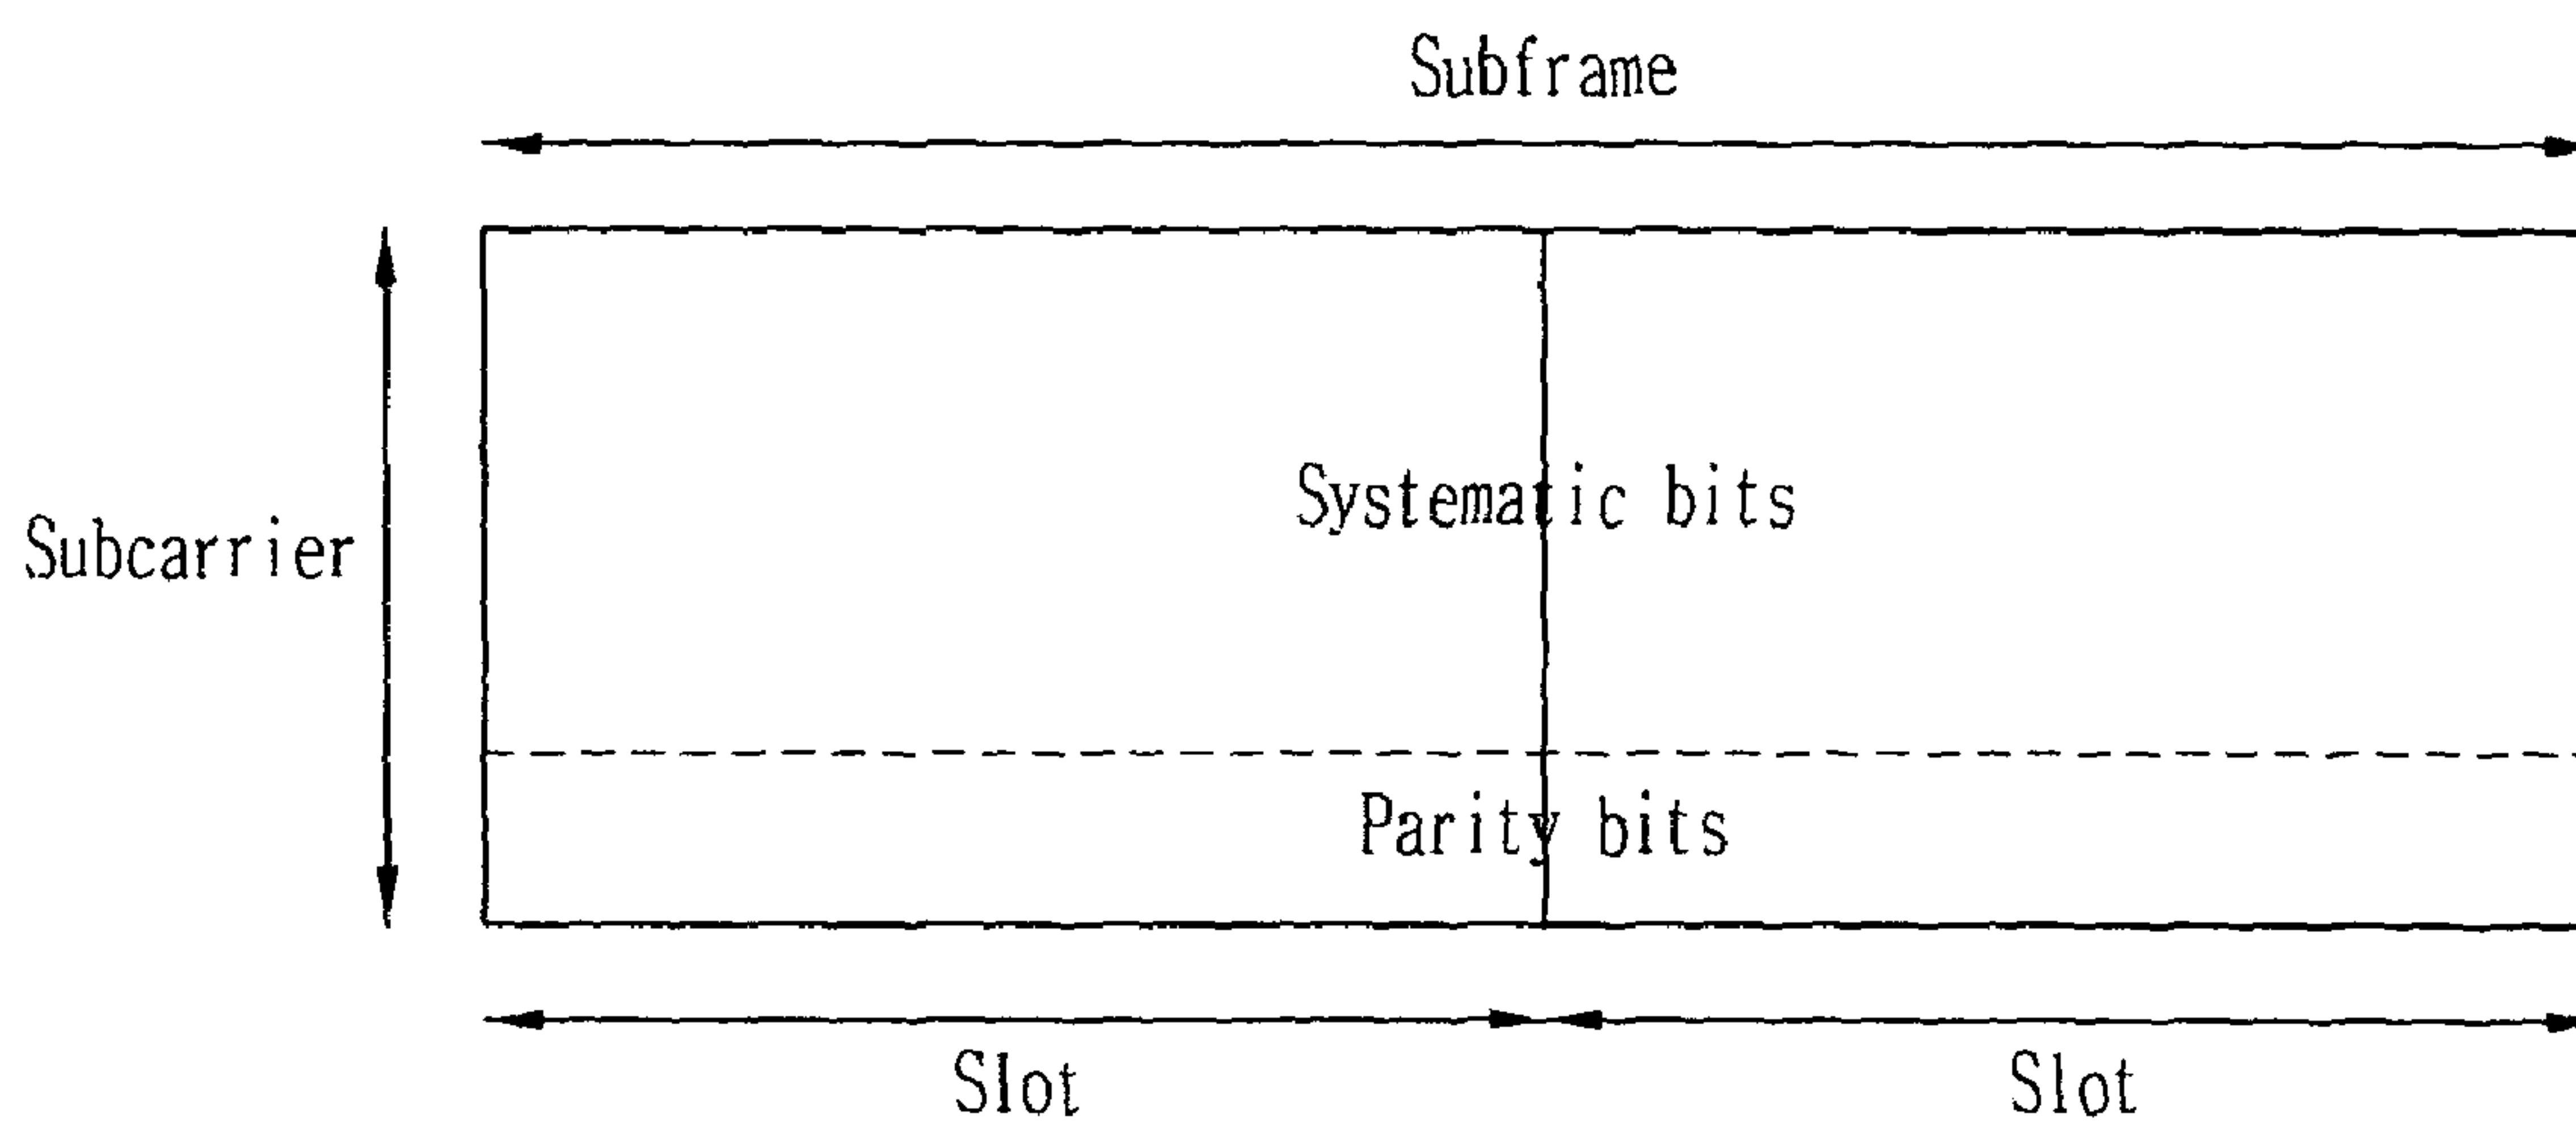 Subframe
Systematic bits
Subcarrier
Parity bits
Slot
Slot